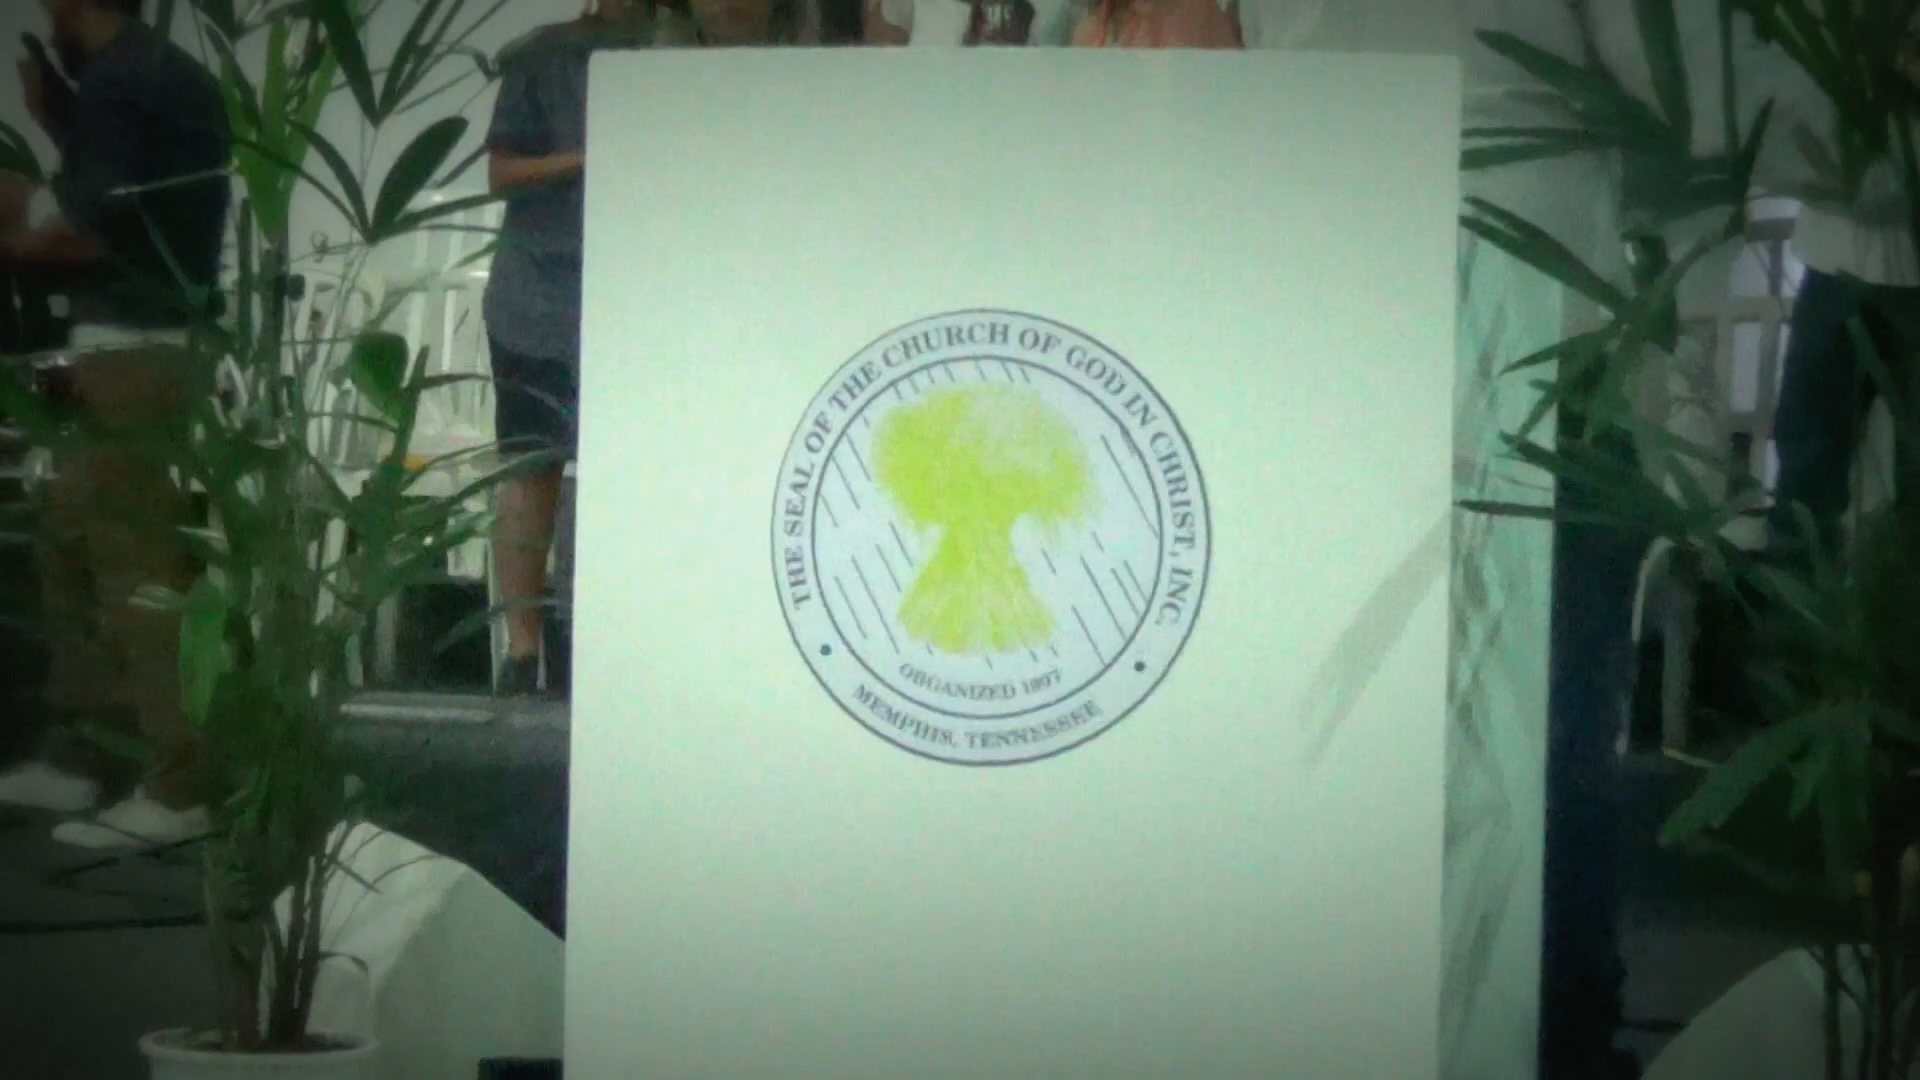 THE SEAL OF THE CHURCH OF GOD IN CHRIST, INC.
ORGANIZED 1897
MEMPHIS, TENNESSEE